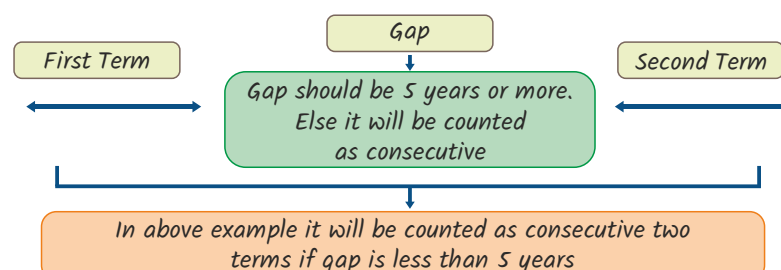 Gap
First Term
Second Term
Gap should be 5 years or more.
Else it will be counted
as consecutive
In above example it will be counted as consecutive two
terms if gap is less than 5 years